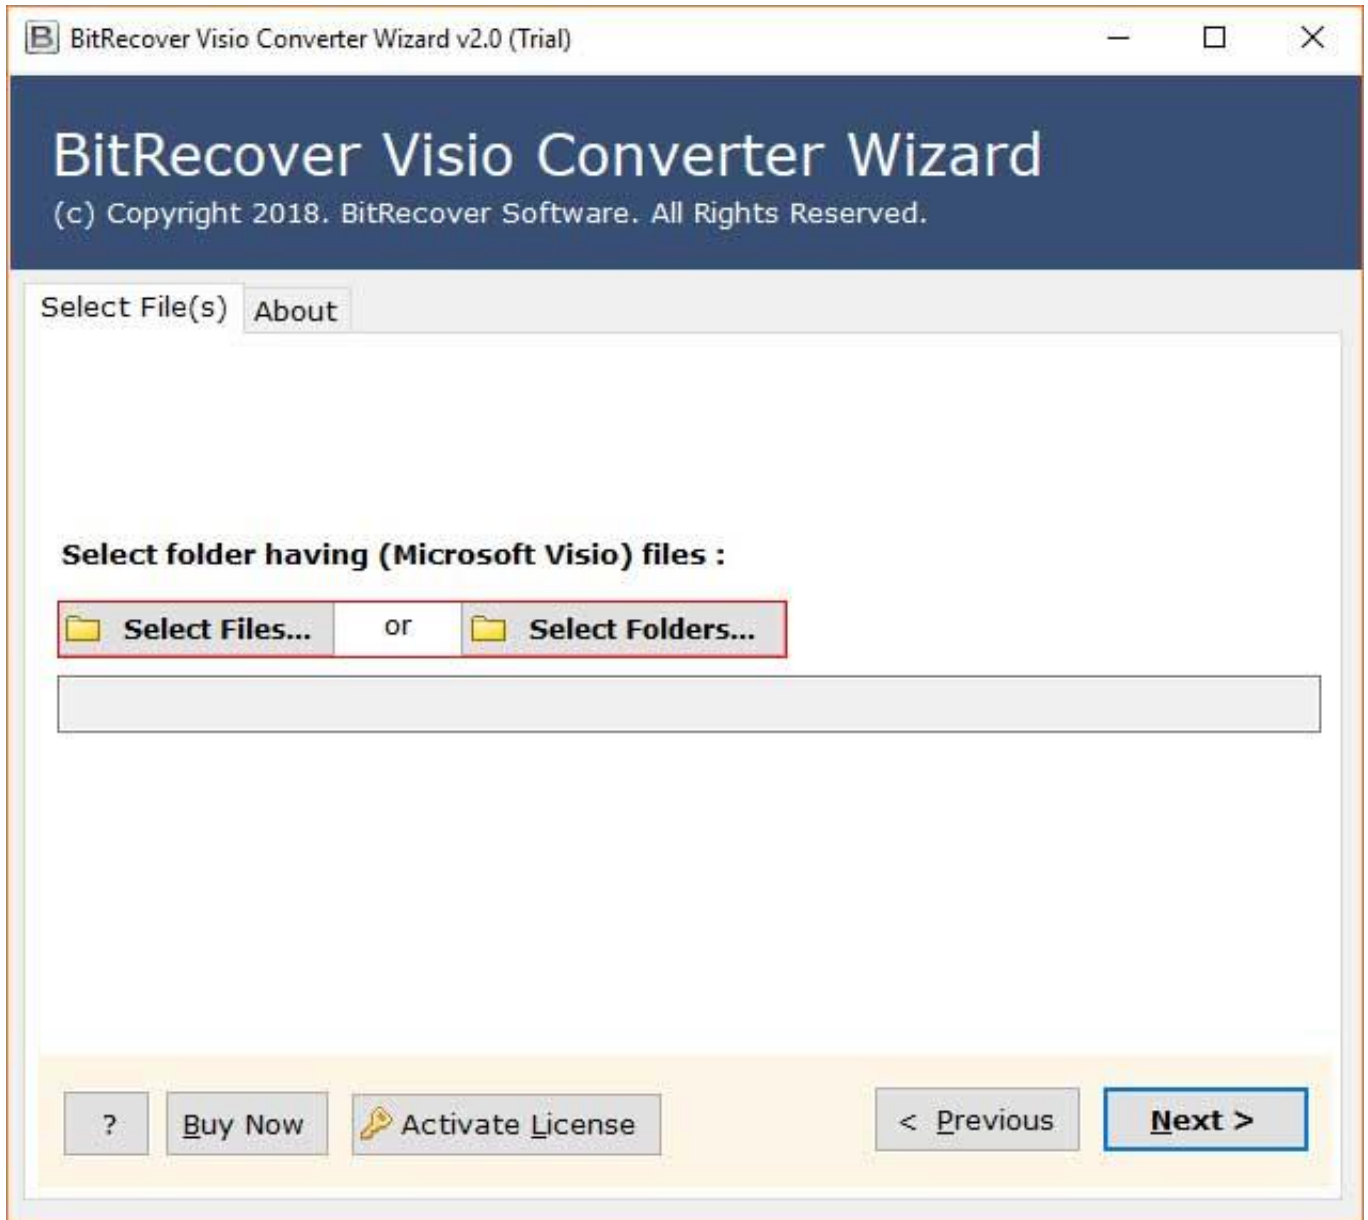 BitRecover Visio Converter Wizard v2.0 (Trial)
BitRecover Visio Converter Wizard
(c) Copyright 2018. BitRecover Software. All Rights Reserved.
Select File(s) About
Select folder having (Microsoft Visio) files :
Select Files... or Select Folders...
? Buy Now Activate License < Previous Next >